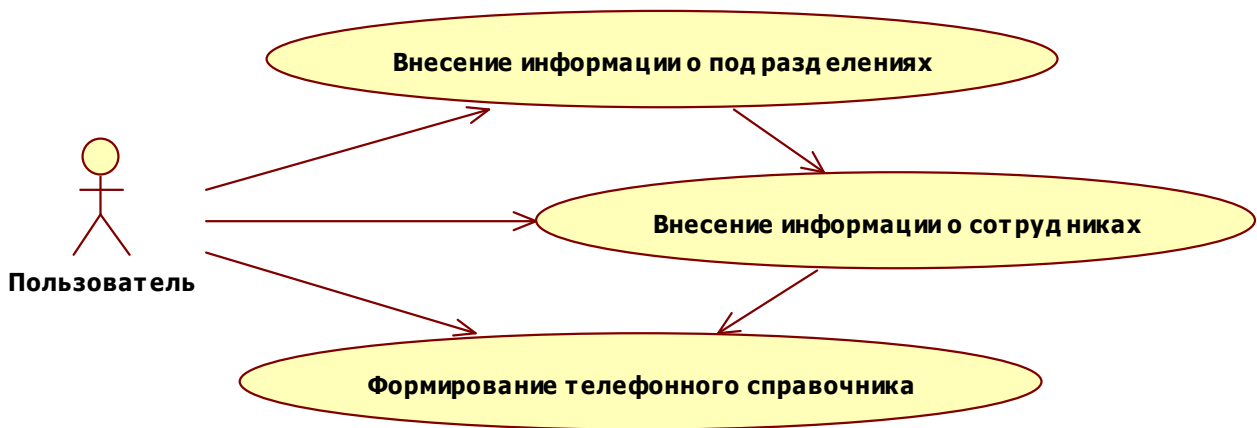 Внесение информации о подразделениях
Внесение информации о сотрудниках
Пользователь
Формирование телефонного справочника